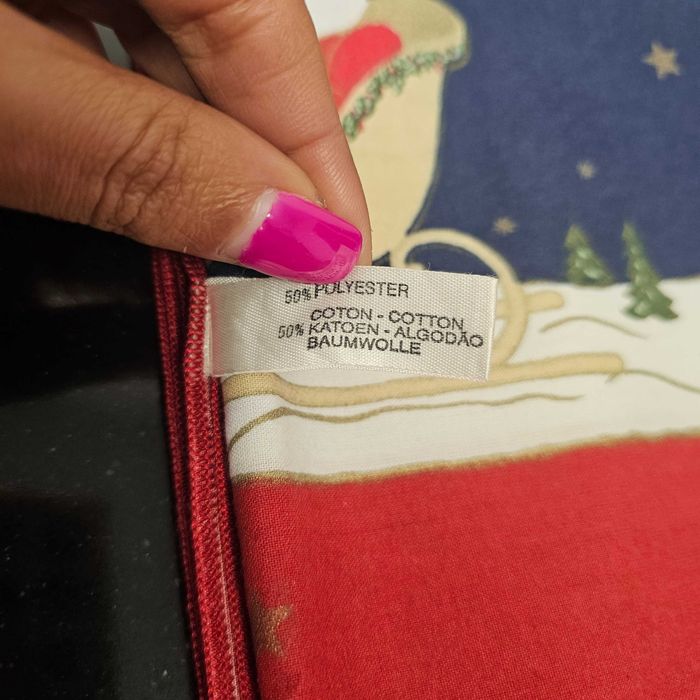 50% POLYESTER
COTON - COTTON
50% KATOEN - ALGODÃO
BAUMWOLLE